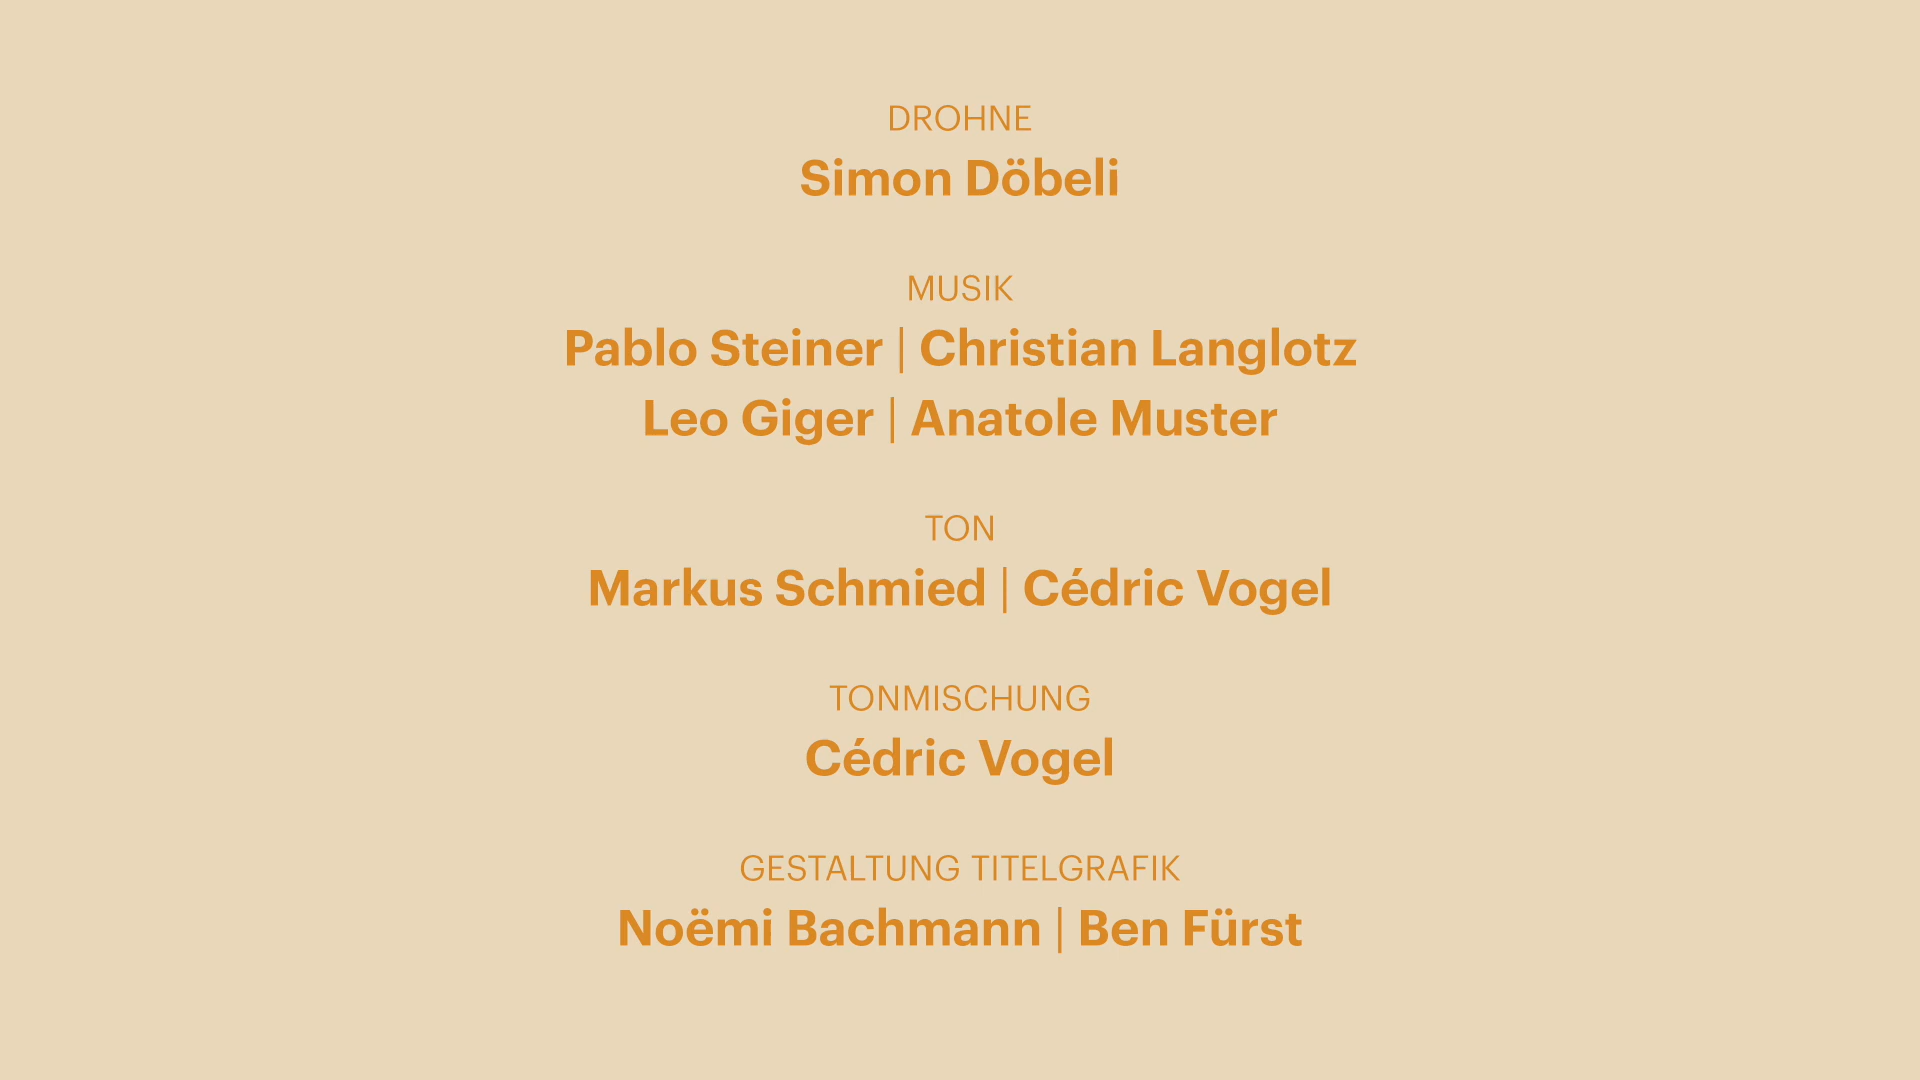 DROHNE
Simon Döbeli
MUSIK
Pablo Steiner | Christian Langlotz
Leo Giger | Anatole Muster
TON
Markus Schmied | Cédric Vogel
TONMISCHUNG
Cédric Vogel
GESTALTUNG TITELGRAFIK
Noëmi Bachmann | Ben Fürst